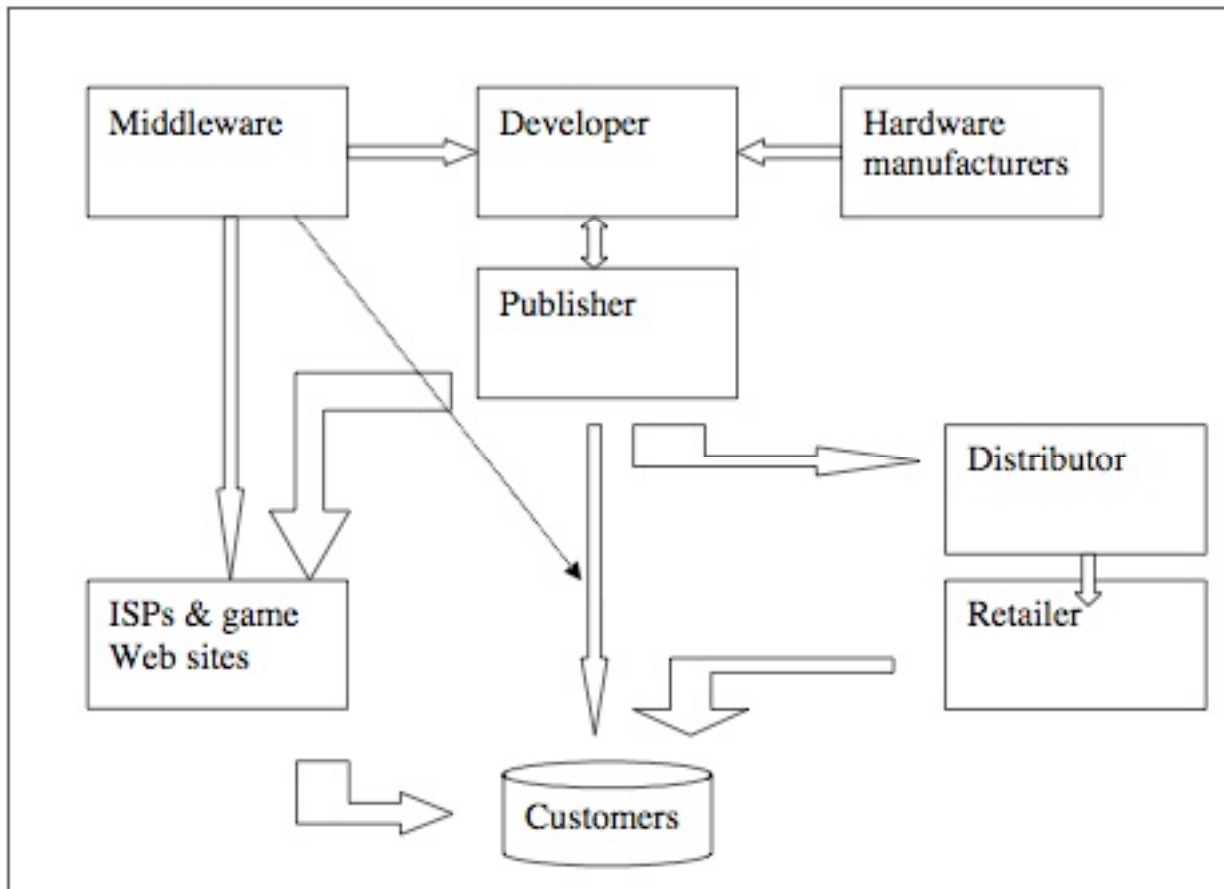 Middleware
Developer
Hardware
manufacturers
Publisher
Distributor
ISPs & game
Web sites
Retailer
Customers